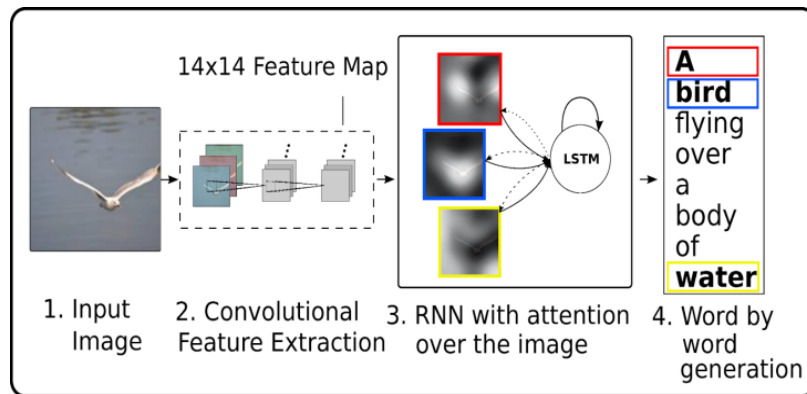 14x14 Feature Map
LSTM
A
bird
flying
over
a
body
of
water
1. Input
Image
2. Convolutional
Feature Extraction
3. RNN with attention
over the image
4. Word by
word
generation